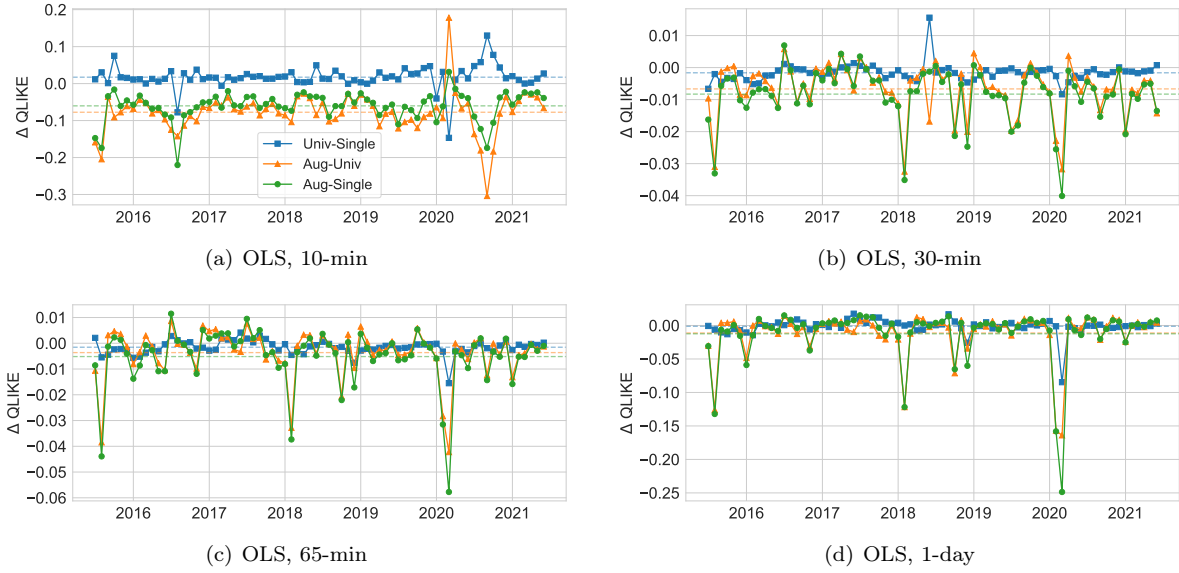 0.2
0.1
0.0
−0.1
−0.2
−0.3
Δ QLIKE
Univ-Single
Aug-Univ
Aug-Single
2016 2017 2018 2019 2020 2021
(a) OLS, 10-min
0.01
0.00
−0.01
−0.02
−0.03
−0.04
Δ QLIKE
2016 2017 2018 2019 2020 2021
(b) OLS, 30-min
0.01
0.00
−0.01
−0.02
−0.03
−0.04
−0.05
−0.06
Δ QLIKE
2016 2017 2018 2019 2020 2021
(c) OLS, 65-min
0.00
−0.05
−0.10
−0.15
−0.20
−0.25
Δ QLIKE
2016 2017 2018 2019 2020 2021
(d) OLS, 1-day